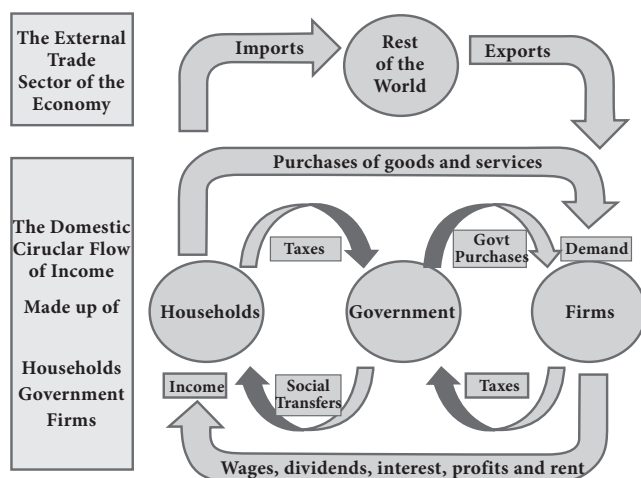 The External
Trade
Sector of the
Economy
Imports
Rest
of the
World
Exports
The Domestic
Ciruclar Flow
of Income
Made up of
Households
Government
Firms
Purchases of goods and services
Taxes
Govt
Purchases
Demand
Households
Government
Firms
Income
Social
Transfers
Taxes
Wages, dividends, interest, profits and rent